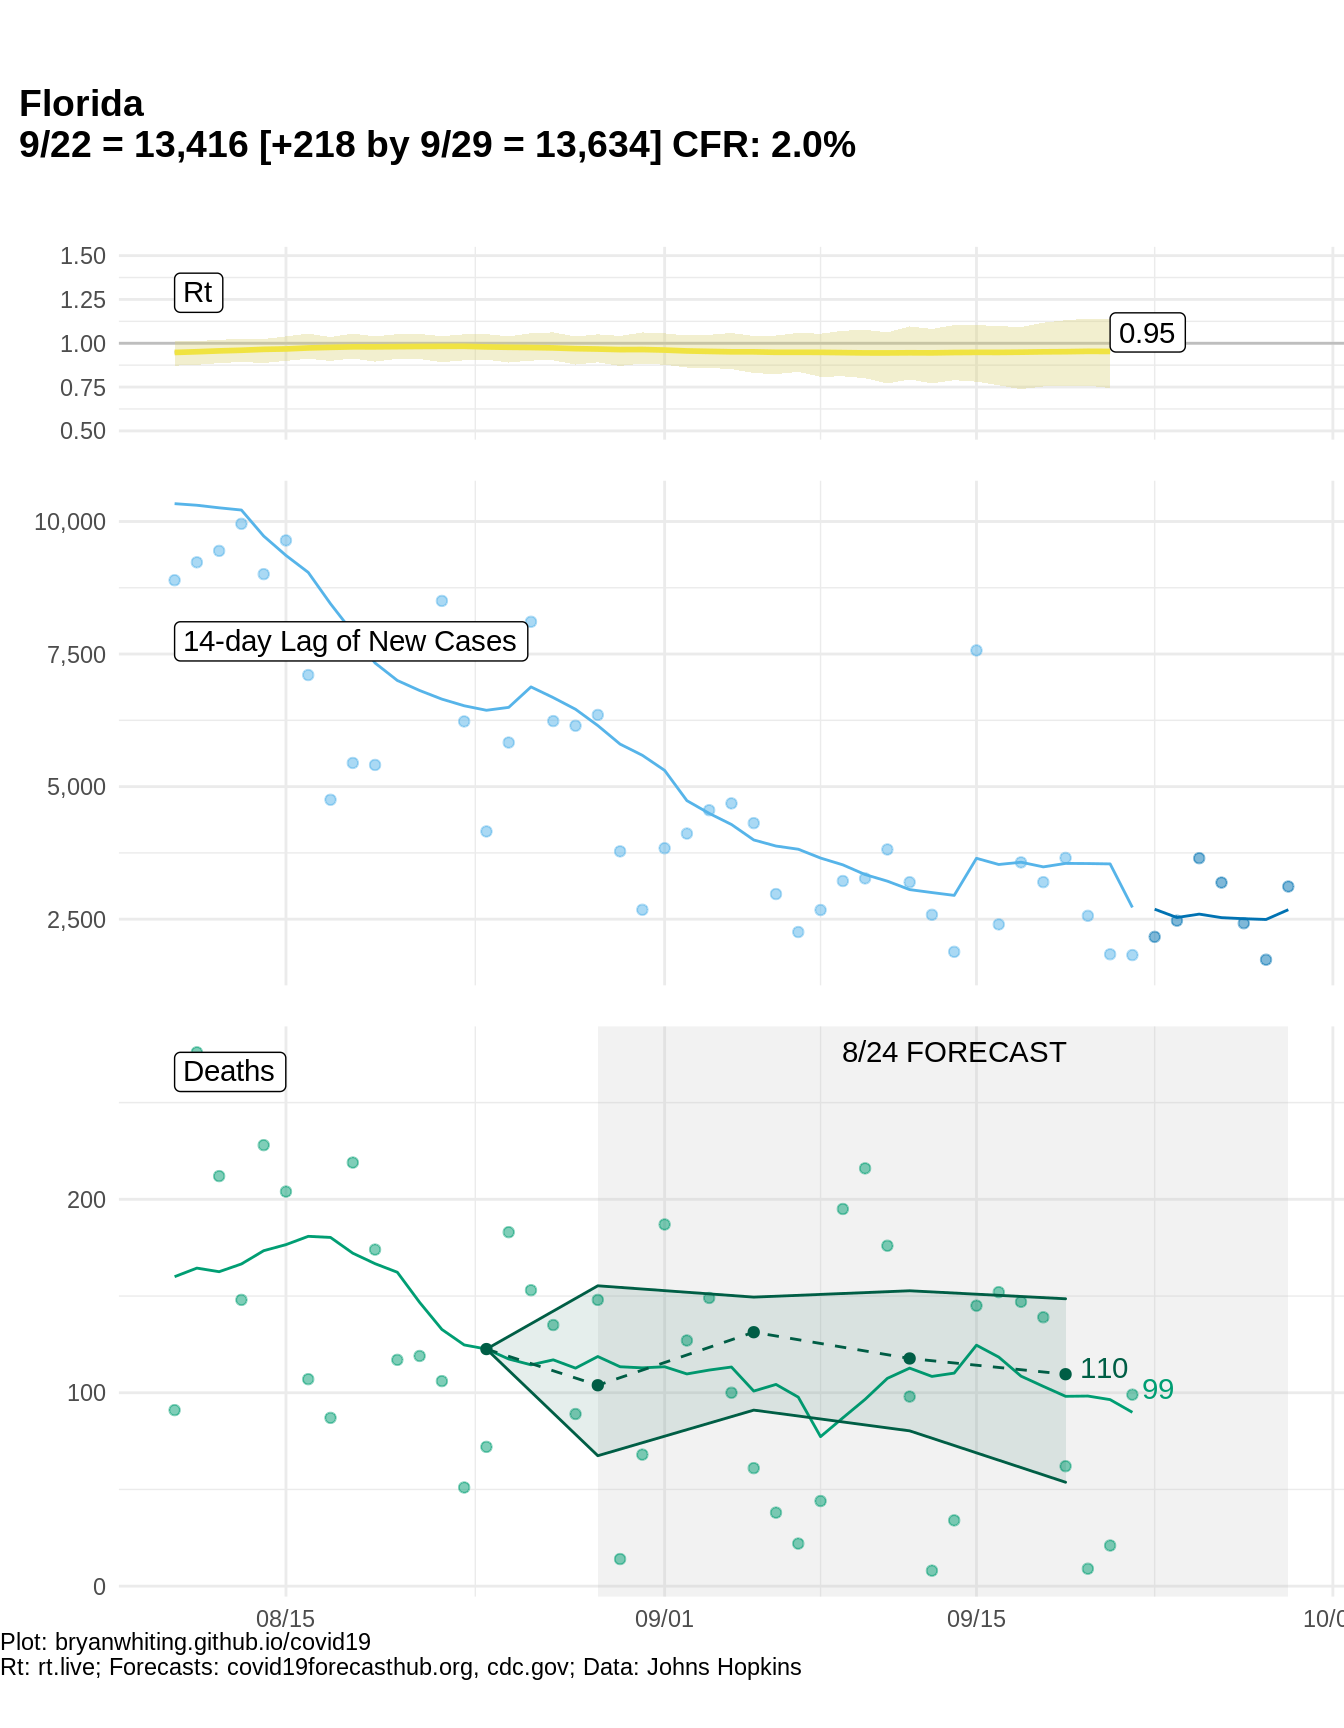 Florida
9/22 = 13,416 [+218 by 9/29 = 13,634] CFR: 2.0%
1.50
Rt
1.25
0.95
1.00
0.75
0.50
10,000
14-day Lag of New Cases
7,500
5,000
2,500
8/24 FORECAST
Deaths
200
110
99
100
0
08/15
09/01
09/15
Plot: bryanwhiting.github.io/covid19
Rt: rt.live; Forecasts: covid19forecasthub.org, cdc.gov; Data: Johns Hopkins